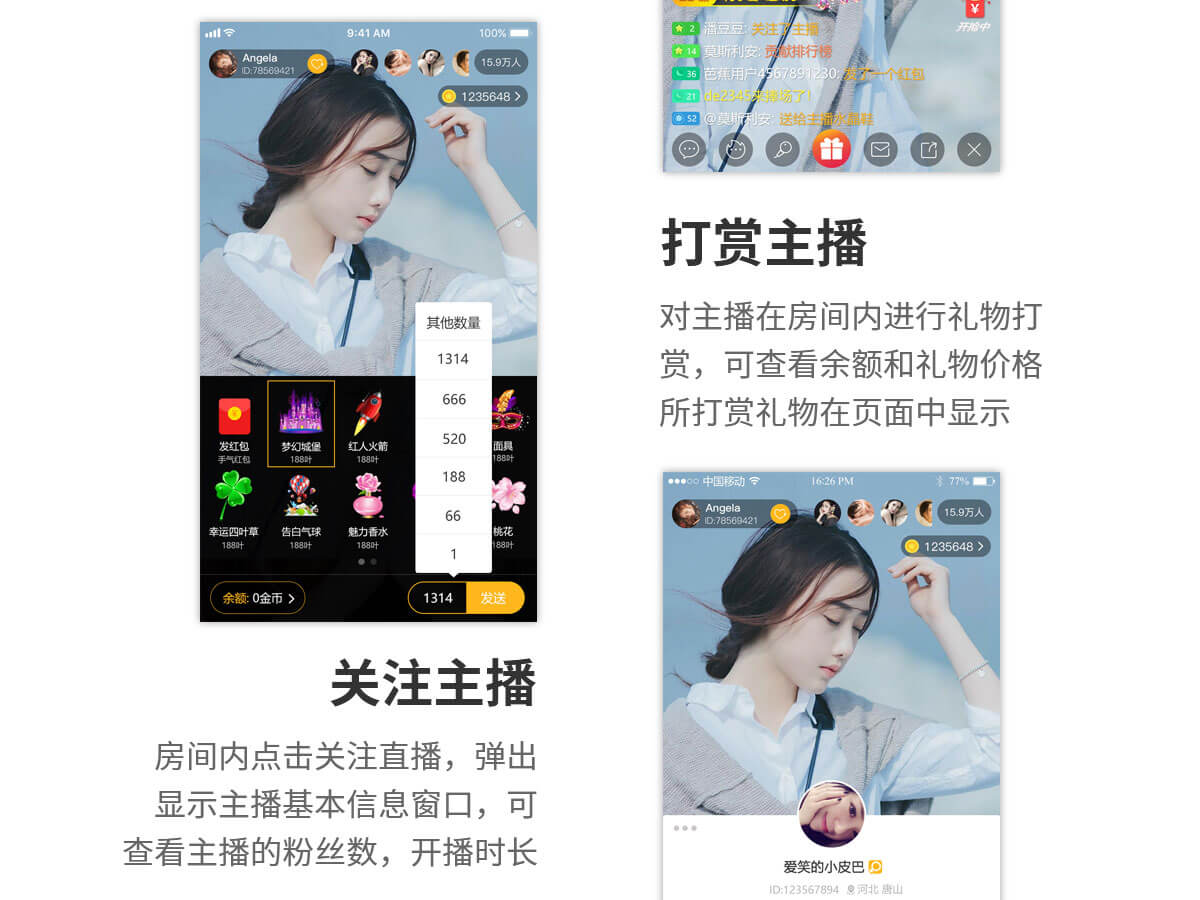 9:41 AM
100%
Angela
ID:78569421
15.9万人
1235648
其他数量
1314
666
520
188
66
1
发红包
手气红包
梦幻城堡
188叶
红人火箭
188叶
面具
188叶
幸运四叶草
188叶
告白气球
188叶
魅力香水
188叶
桃花
188叶
余额: 0金币
1314
发送
关注主播
房间内点击关注直播，弹出
显示主播基本信息窗口，可
查看主播的粉丝数，开播时长
¥
开抢中
2 潘豆豆: 关注了主播
14 莫斯利安: 贡献排行榜
36 芭蕉用户4567891230: 发了一个红包
21 de2345来捧场了!
52 @莫斯利安: 送给主播水晶鞋
打赏主播
对主播在房间内进行礼物打
赏，可查看余额和礼物价格
所打赏礼物在页面中显示
中国移动
16:26 PM
77%
Angela
ID:78569421
15.9万人
1235648
爱笑的小皮巴
ID:123567894 河北 唐山